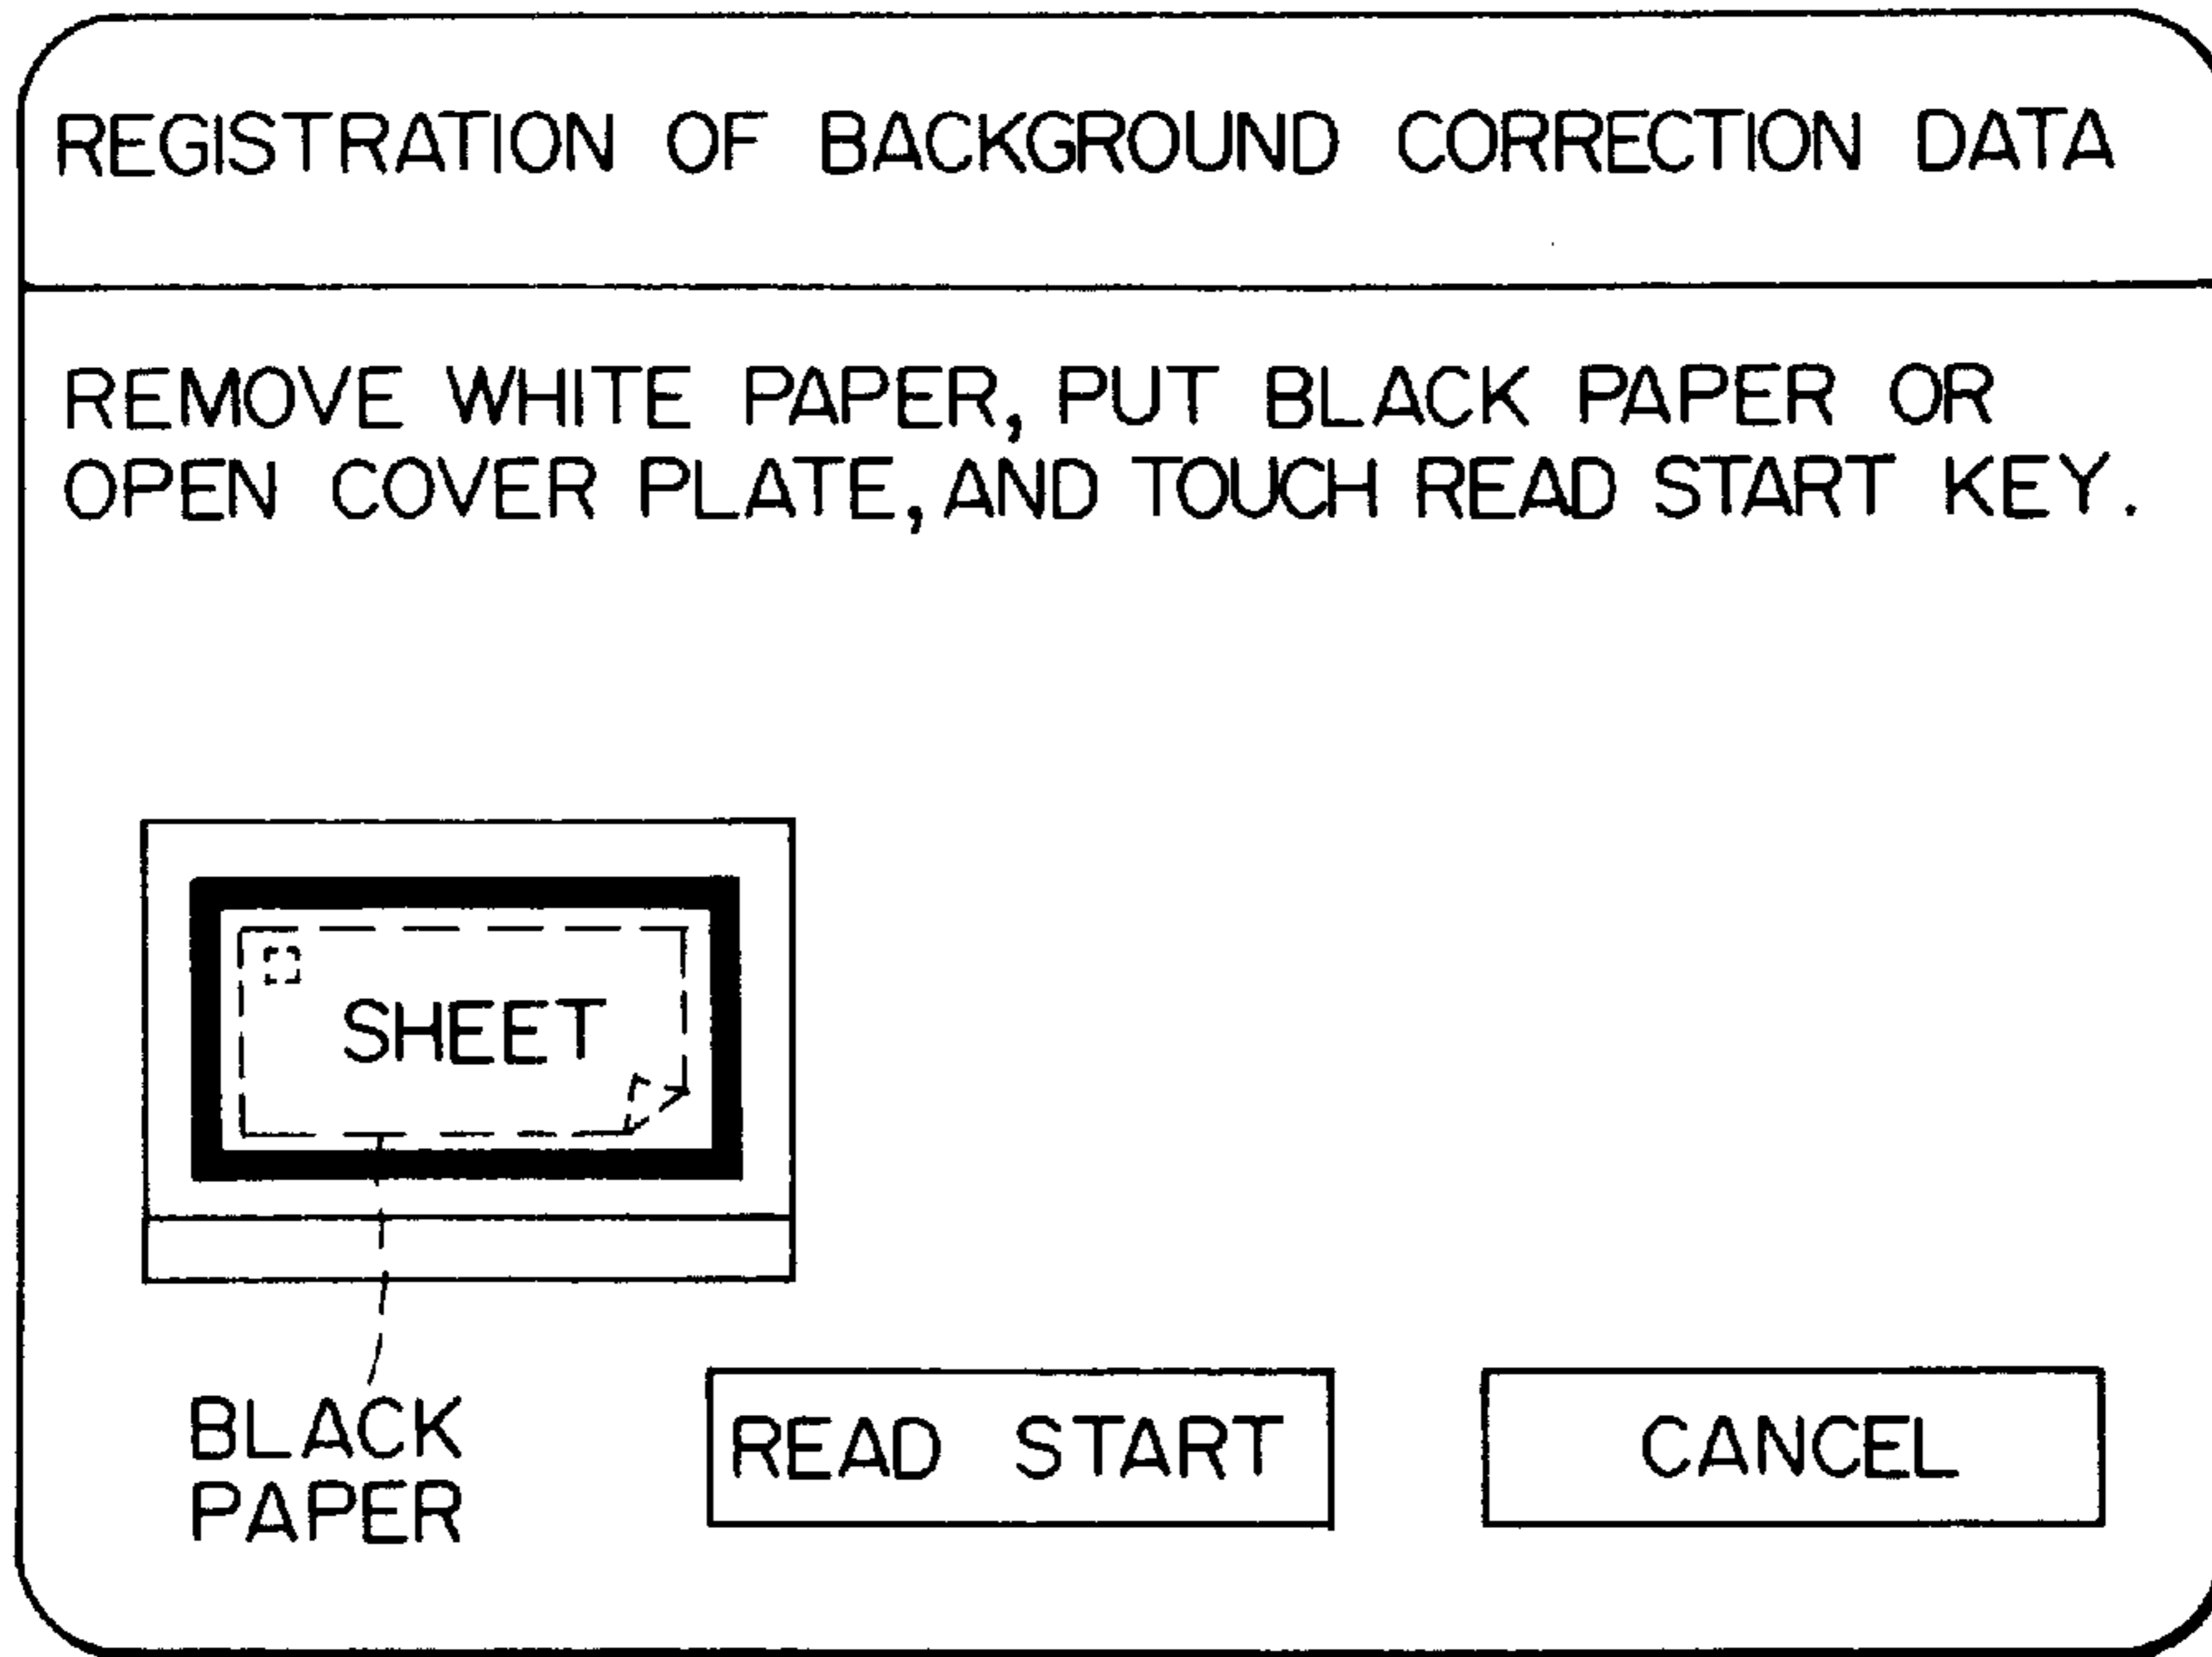 REGISTRATION OF BACKGROUND CORRECTION DATA
REMOVE WHITE PAPER, PUT BLACK PAPER OR
OPEN COVER PLATE, AND TOUCH READ START KEY.
SHEET
BLACK
PAPER
READ START
CANCEL